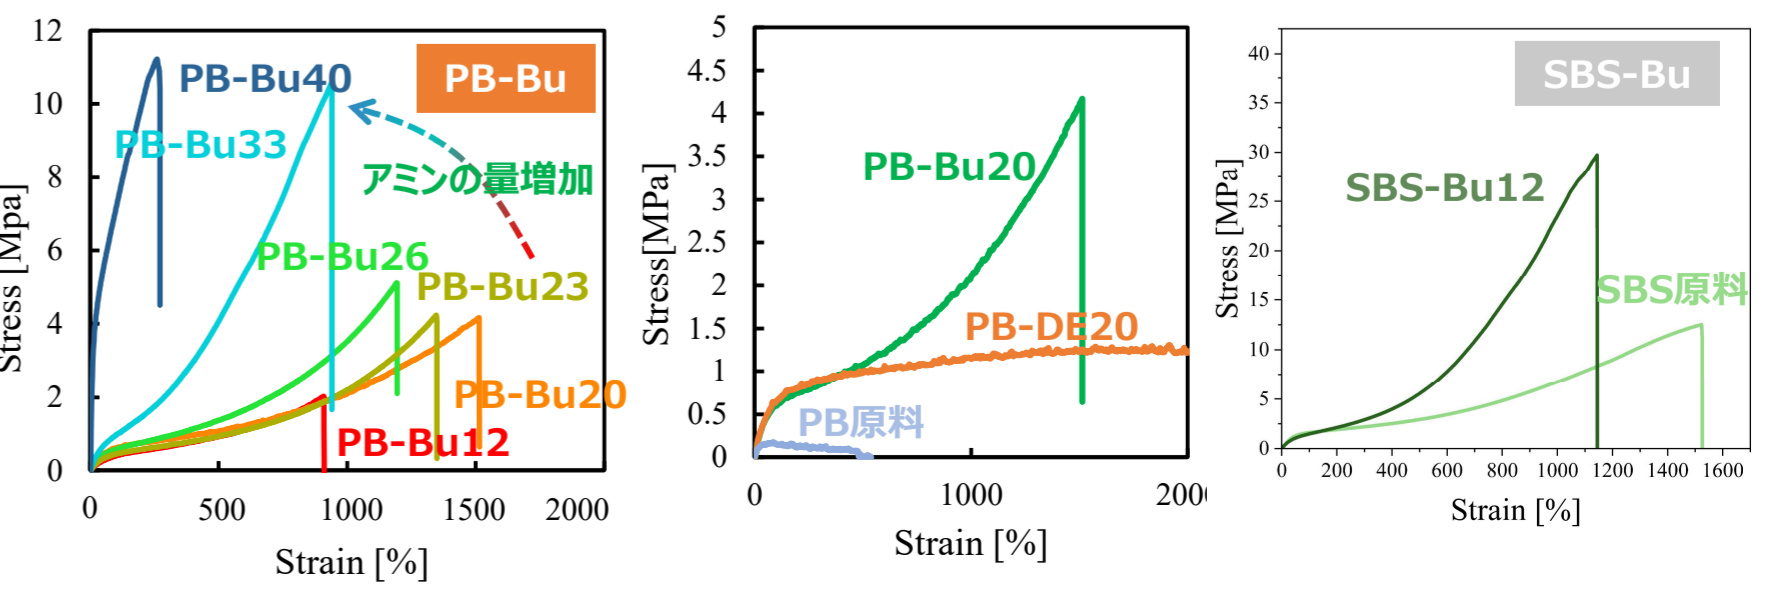 12
10
8
6
4
2
0
Stress [Mpa]
PB-Bu40
PB-Bu
PB-Bu33
アミンの量増加
PB-Bu26
PB-Bu23
PB-Bu20
PB-Bu12
0 500 1000 1500 2000
Strain [%]
5
4.5
4
3.5
3
2.5
2
1.5
1
0.5
0
Stress[MPa]
PB-Bu20
PB-DE20
PB原料
0 1000 200
Strain [%]
40
35
30
25
20
15
10
5
0
Stress [MPa]
SBS-Bu
SBS-Bu12
SBS原料
0 200 400 600 800 1000 1200 1400 1600
Strain [%]